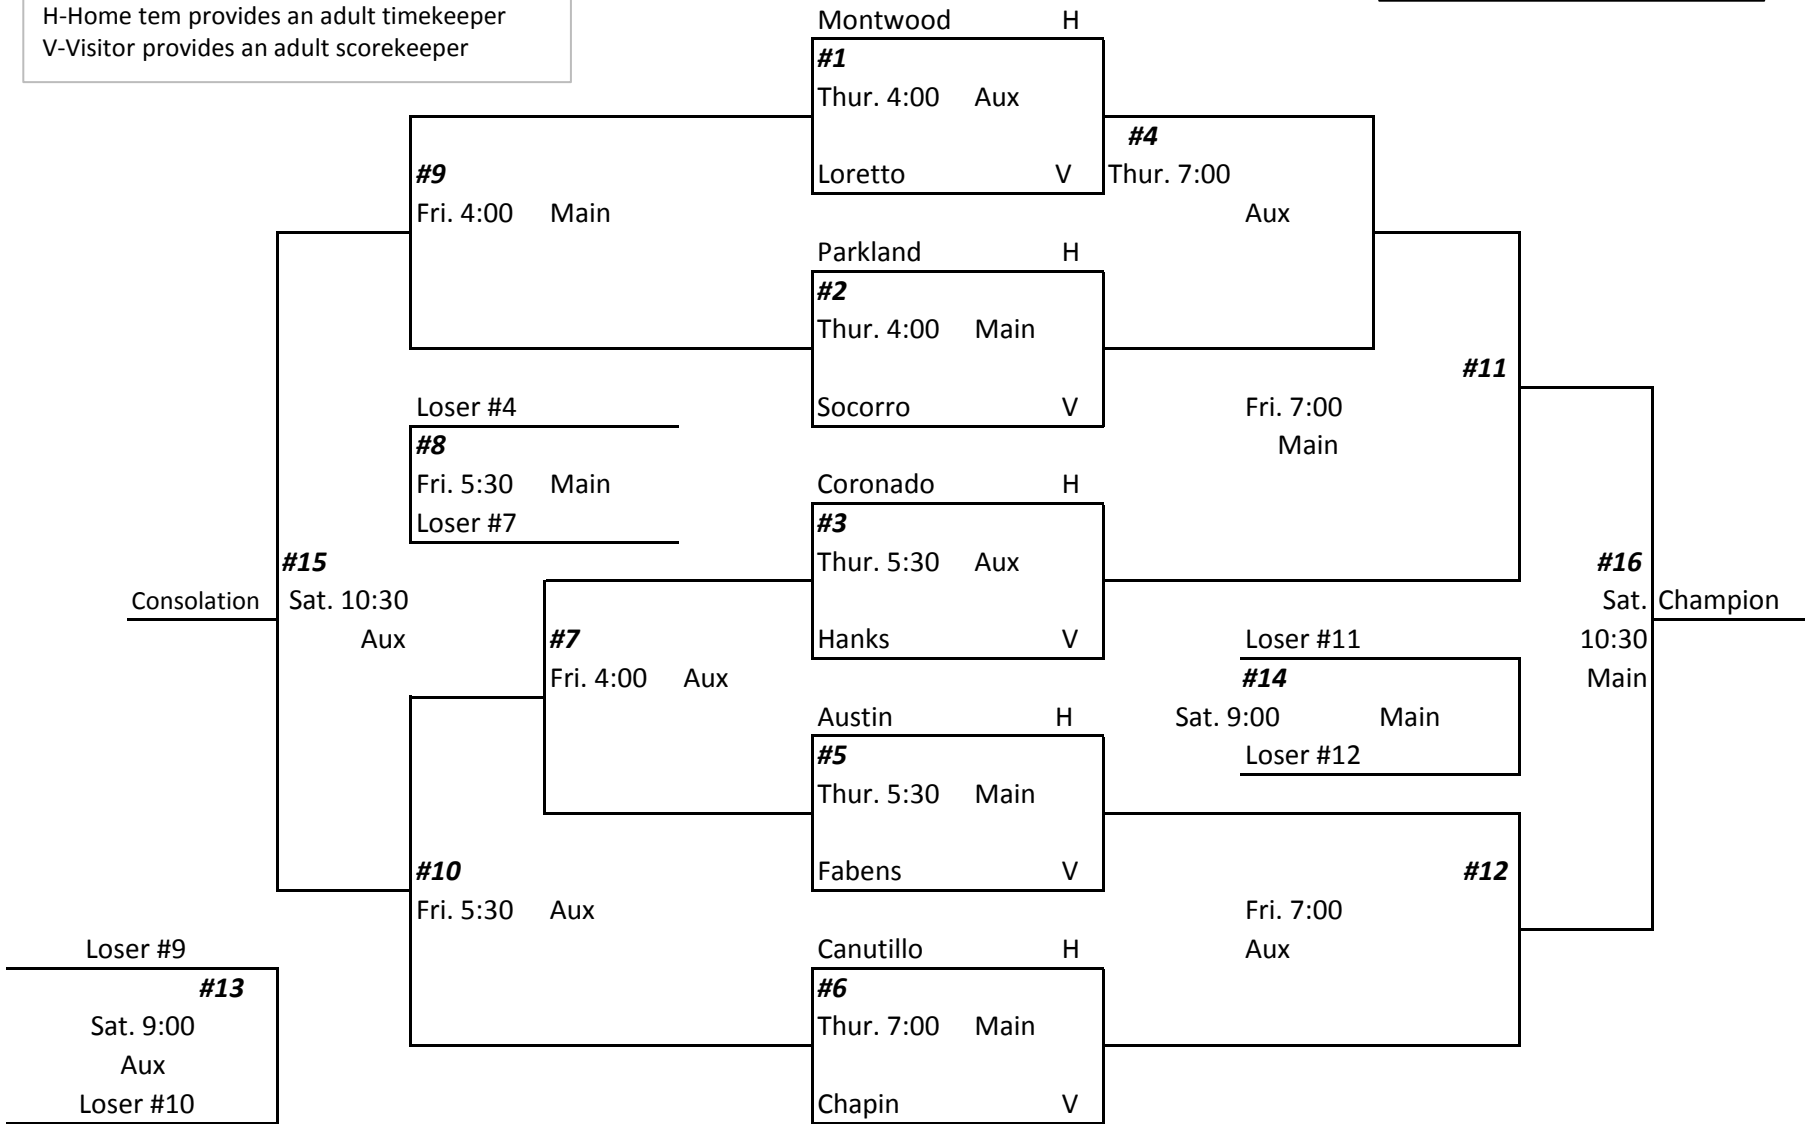 H-Home tem provides an adult timekeeper
V-Visitor provides an adult scorekeeper
Montwood H
#1
Thur. 4:00 Aux
#4
#9
Loretto V
Thur. 7:00
Fri. 4:00 Main
Aux
Parkland H
#2
Thur. 4:00 Main
#11
Loser #4
Socorro V
Fri. 7:00
#8
Main
Fri. 5:30 Main
Coronado H
Loser #7
#3
#15
Thur. 5:30 Aux
#16
Consolation
Sat. 10:30
Sat.
Champion
Aux
#7
Hanks V
Loser #11
10:30
Fri. 4:00 Aux
#14
Main
Austin H
Sat. 9:00 Main
#5
Loser #12
Thur. 5:30 Main
#10
Fabens V
#12
Fri. 5:30 Aux
Fri. 7:00
Loser #9
Canutillo H
Aux
#13
#6
Sat. 9:00
Thur. 7:00 Main
Aux
Loser #10
Chapin V